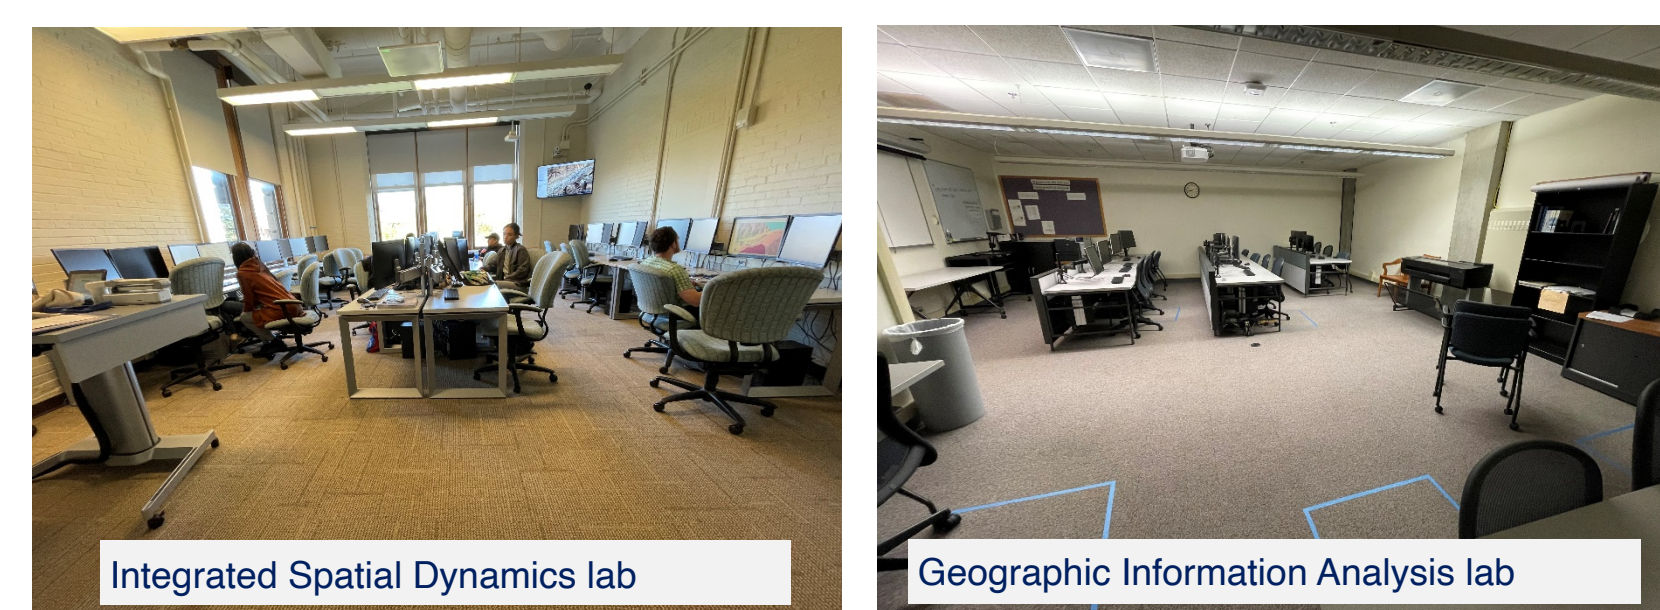 Integrated Spatial Dynamics lab
Geographic Information Analysis lab